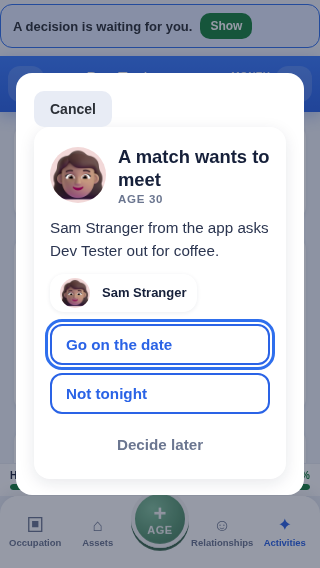 A decision is waiting for you.
Show
Cancel
A match wants to
meet
AGE 30
Sam Stranger from the app asks
Dev Tester out for coffee.
Sam Stranger
Go on the date
Not tonight
Decide later
+
AGE
Occupation
Assets
Relationships
Activities